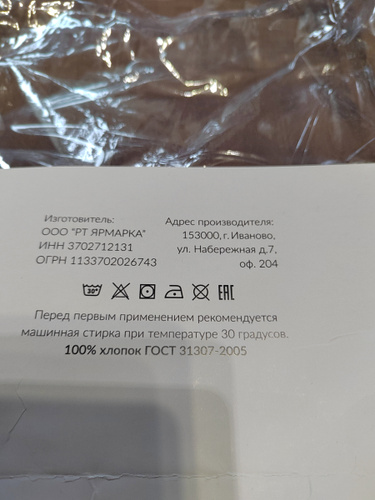 Изготовитель:
ООО "РТ ЯРМАРКА"
ИНН 3702712131
ОГРН 1133702026743
Адрес производителя:
153000, г. Иваново,
ул. Набережная д.7,
оф. 204
30°
ЕАС
Перед первым применением рекомендуется
машинная стирка при температуре 30 градусов.
100% хлопок ГОСТ 31307-2005